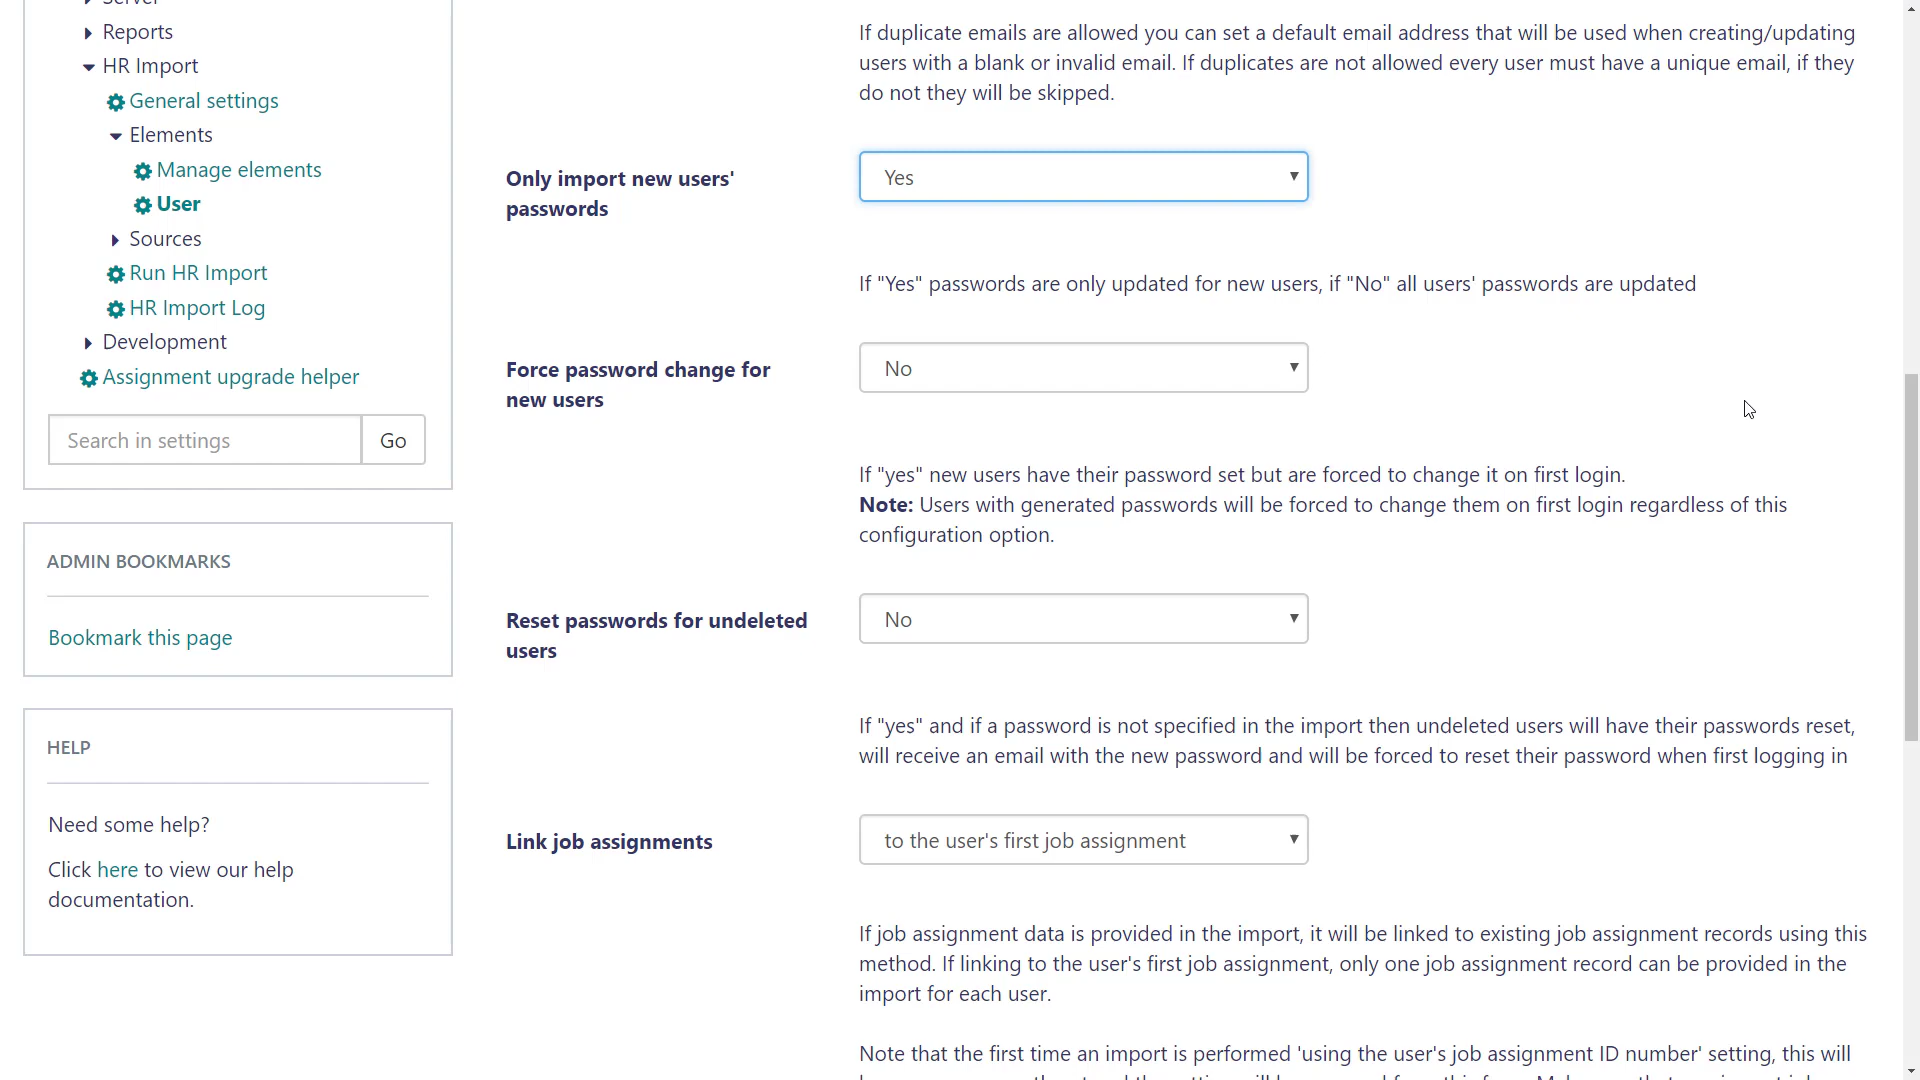 Server
Reports
HR Import
General settings
Elements
Manage elements
User
Sources
Run HR Import
HR Import Log
Development
Assignment upgrade helper
Search in settings
Go
ADMIN BOOKMARKS
Bookmark this page
HELP
Need some help?
Click here to view our help
documentation.
If duplicate emails are allowed you can set a default email address that will be used when creating/updating
users with a blank or invalid email. If duplicates are not allowed every user must have a unique email, if they
do not they will be skipped.
Only import new users'
passwords
Yes
If "Yes" passwords are only updated for new users, if "No" all users' passwords are updated
Force password change for
new users
No
If "yes" new users have their password set but are forced to change it on first login.
Note: Users with generated passwords will be forced to change them on first login regardless of this
configuration option.
Reset passwords for undeleted
users
No
If "yes" and if a password is not specified in the import then undeleted users will have their passwords reset,
will receive an email with the new password and will be forced to reset their password when first logging in
Link job assignments
to the user's first job assignment
If job assignment data is provided in the import, it will be linked to existing job assignment records using this
method. If linking to the user's first job assignment, only one job assignment record can be provided in the
import for each user.
Note that the first time an import is performed 'using the user's job assignment ID number' setting, this will